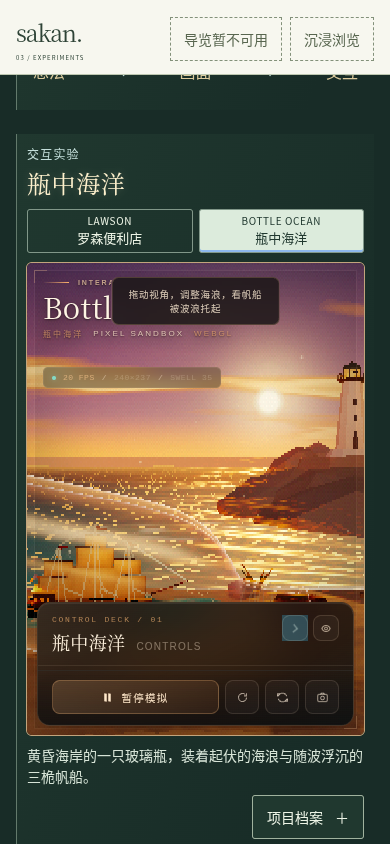 sakan.
03 / EXPERIMENTS
导览暂不可用
沉浸浏览
交互实验
瓶中海洋
LAWSON
罗森便利店
BOTTLE OCEAN
瓶中海洋
INTERA
Bottl
拖动视角，调整海浪，看帆船
被波浪托起
瓶中海洋 PIXEL SANDBOX WEBGL
20 FPS / 240×237 / SWELL 35
CONTROL DECK / 01
瓶中海洋 CONTROLS
暂停模拟
黄昏海岸的一只玻璃瓶，装着起伏的海浪与随波浮沉的
三桅帆船。
项目档案 +